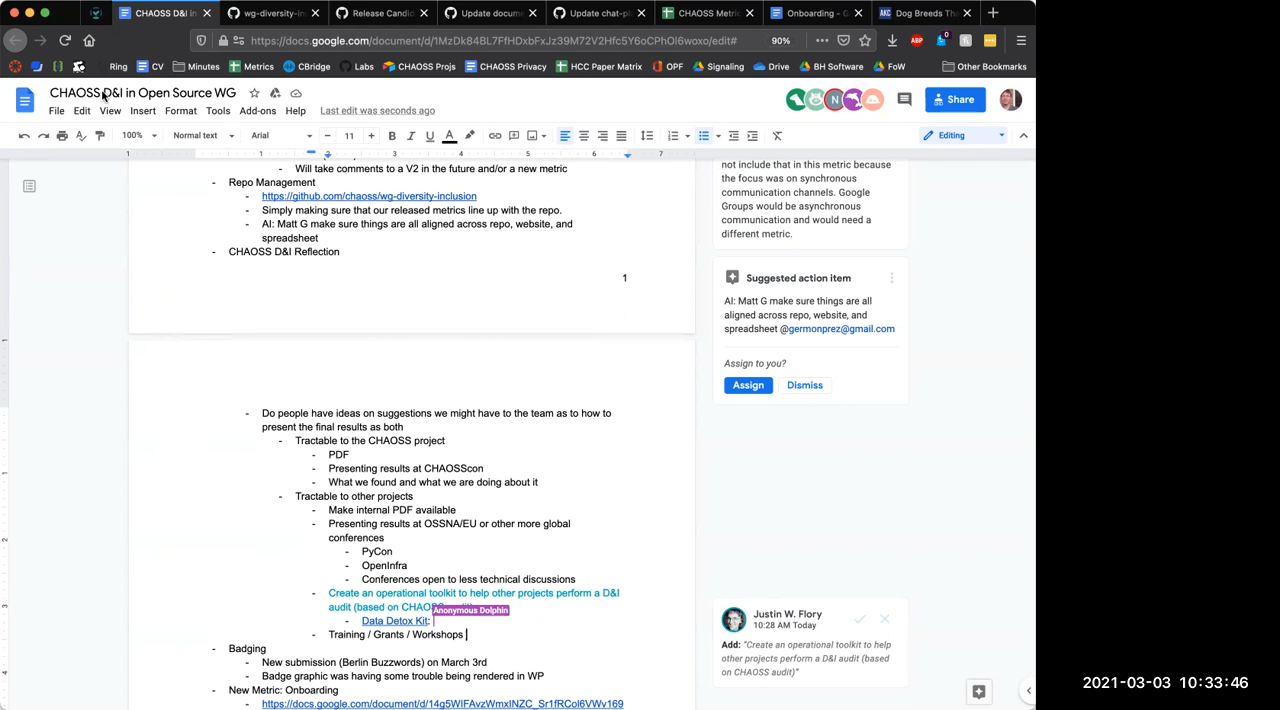 CHAOSS D&I in
wg-diversity-in
Release Candid
Update docum
Update chat-pl
CHAOSS Metric
Onboarding - G
AKC Dog Breeds Th
https://docs.google.com/document/d/1MzDk84BL7FfHDxbFxJz39M72V2Hfc5Y6oCPhOl6woxo/edit#
90%
ABP
0
Ring
CV
Minutes
Metrics
CBridge
Labs
CHAOSS Projs
CHAOSS Privacy
HCC Paper Matrix
OPF
Signaling
Drive
BH Software
FoW
Other Bookmarks
CHAOSS D&I in Open Source WG
File Edit View Insert Format Tools Add-ons Help Last edit was seconds ago
N
Share
100% Normal text Arial 11 B I U A
Editing
1 1 2 3 4 5 6 7
- Will take comments to a V2 in the future and/or a new metric
- Repo Management
- https://github.com/chaoss/wg-diversity-inclusion
- Simply making sure that our released metrics line up with the repo.
- AI: Matt G make sure things are all aligned across repo, website, and
spreadsheet
- CHAOSS D&I Reflection
1
- Do people have ideas on suggestions we might have to the team as to how to
present the final results as both
- Tractable to the CHAOSS project
- PDF
- Presenting results at CHAOSScon
- What we found and what we are doing about it
- Tractable to other projects
- Make internal PDF available
- Presenting results at OSSNA/EU or other more global
conferences
- PyCon
- OpenInfra
- Conferences open to less technical discussions
- Create an operational toolkit to help other projects perform a D&I
audit (based on CHAOSS
Anonymous Dolphin
- Data Detox Kit:
- Training / Grants / Workshops
- Badging
- New submission (Berlin Buzzwords) on March 3rd
- Badge graphic was having some trouble being rendered in WP
- New Metric: Onboarding
- https://docs.google.com/document/d/14g5WIFAvzWmxINZC_Sr1fRCol6VWv169
not include that in this metric because
the focus was on synchronous
communication channels. Google
Groups would be asynchronous
communication and would need a
different metric.
Suggested action item
AI: Matt G make sure things are all
aligned across repo, website, and
spreadsheet @germonprez@gmail.com
Assign to you?
Assign
Dismiss
Justin W. Flory
10:28 AM Today
Add: “Create an operational toolkit to help
other projects perform a D&I audit (based
on CHAOSS audit)”
2021-03-03 10:33:46